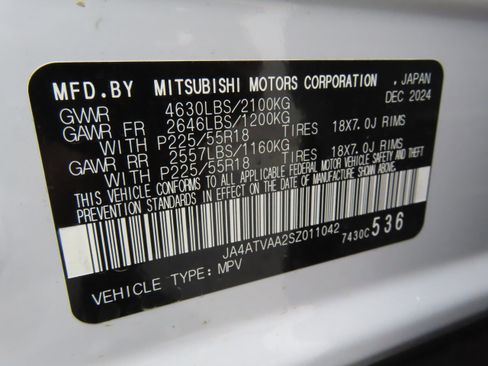 MFD.BY MITSUBISHI MOTORS CORPORATION, JAPAN
GVWR 4630LBS/2100KG DEC 2024
GAWR FR 2646LBS/1200KG
WITH P225/55R18 TIRES 18X7.0J RIMS
GAWR RR 2557LBS/1160KG
WITH P225/55R18 TIRES 18X7.0J RIMS
THIS VEHICLE CONFORMS TO ALL APPLICABLE FEDERAL MOTOR VEHICLE SAFETY AND THEFT
PREVENTION STANDARDS IN EFFECT ON THE DATE OF MANUFACTURE SHOWN ABOVE.
JA4ATVAA2SZ011042 7430C536
VEHICLE TYPE: MPV